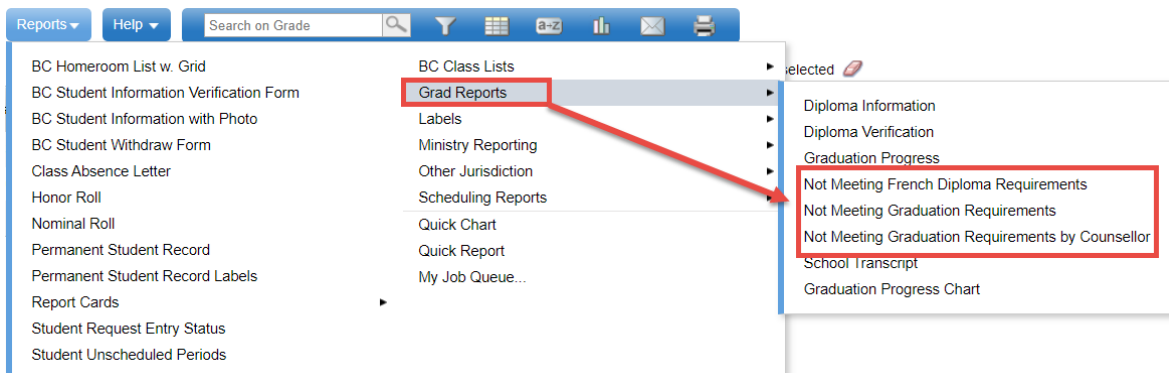 Reports Help Search on Grade a-z
selected
BC Homeroom List w. Grid
BC Student Information Verification Form
BC Student Information with Photo
BC Student Withdraw Form
Class Absence Letter
Honor Roll
Nominal Roll
Permanent Student Record
Permanent Student Record Labels
Report Cards
Student Request Entry Status
Student Unscheduled Periods
BC Class Lists
Grad Reports
Labels
Ministry Reporting
Other Jurisdiction
Scheduling Reports
Quick Chart
Quick Report
My Job Queue...
Diploma Information
Diploma Verification
Graduation Progress
Not Meeting French Diploma Requirements
Not Meeting Graduation Requirements
Not Meeting Graduation Requirements by Counsellor
School Transcript
Graduation Progress Chart